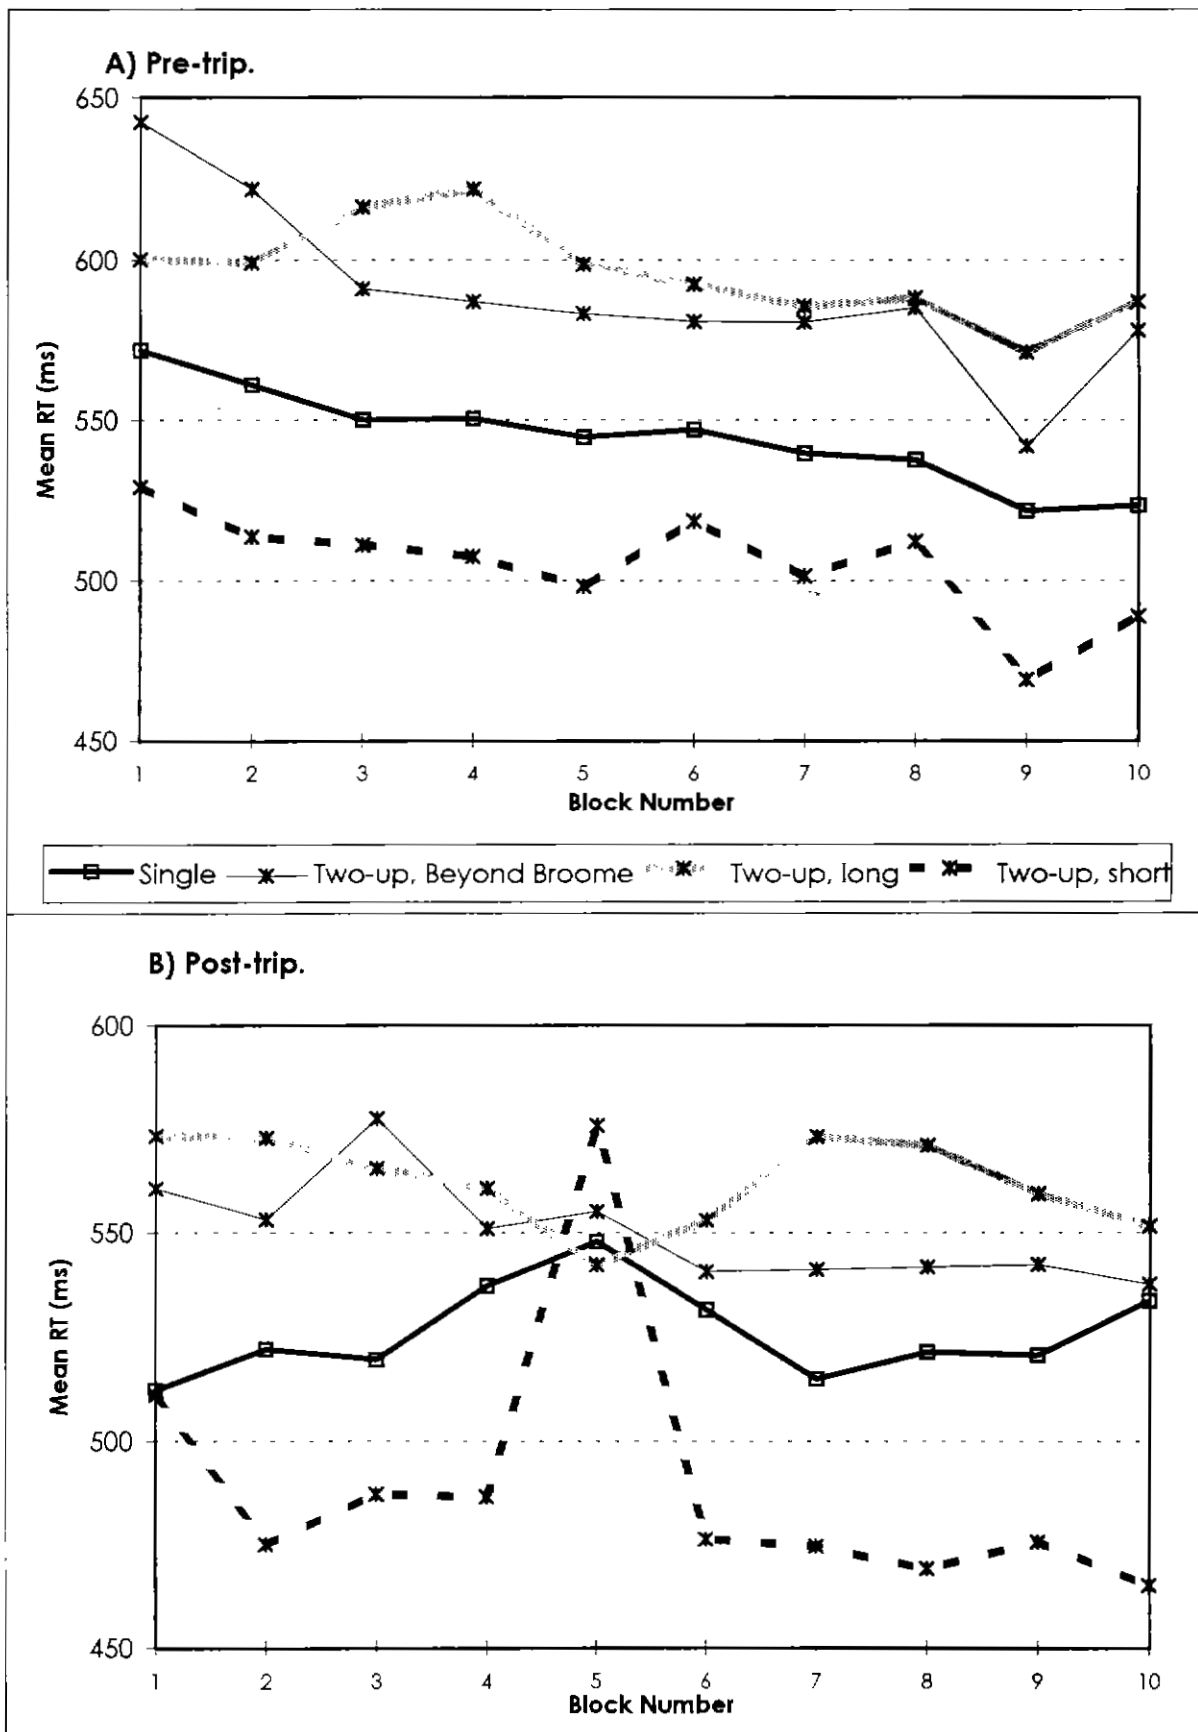 A) Pre-trip.
650
600
550
500
450
Mean RT (ms)
1 2 3 4 5 6 7 8 9 10
Block Number
Single Two-up, Beyond Broome Two-up, long Two-up, short
B) Post-trip.
600
550
500
450
Mean RT (ms)
1 2 3 4 5 6 7 8 9 10
Block Number